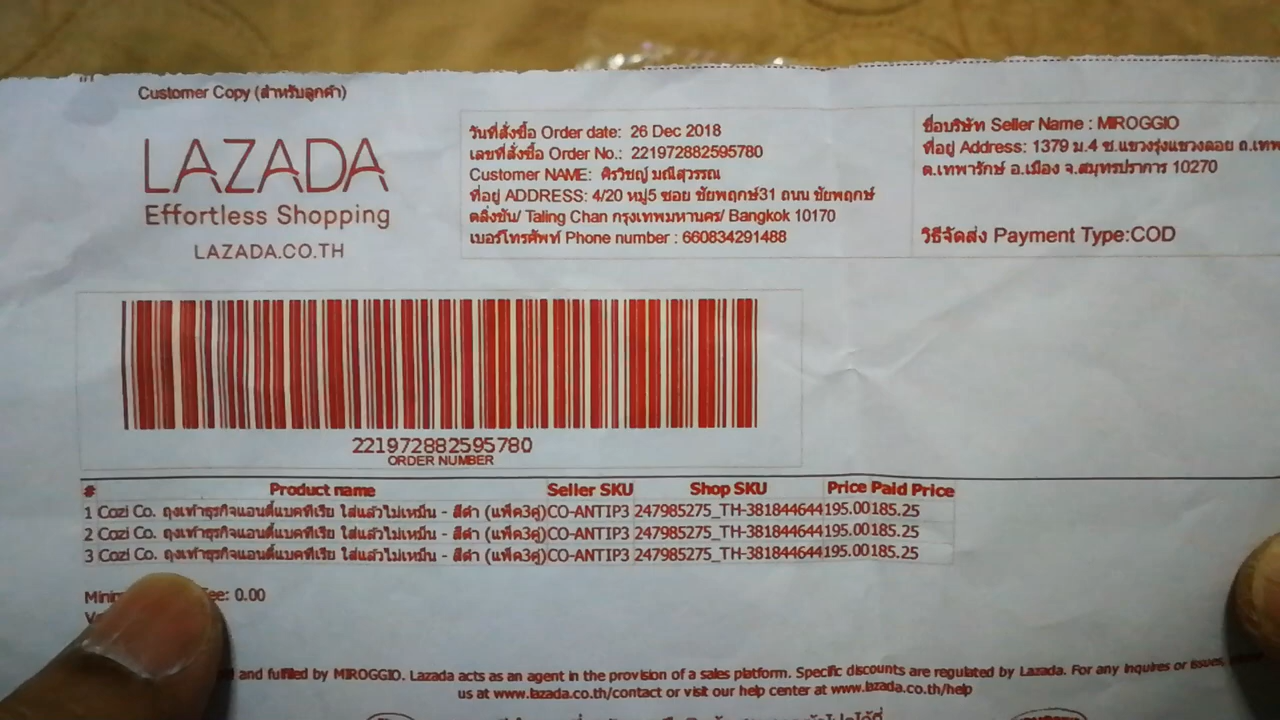 Customer Copy (สำหรับลูกค้า)
LAZADA
Effortless Shopping
LAZADA.CO.TH
วันที่สั่งซื้อ Order date: 26 Dec 2018
เลขที่สั่งซื้อ Order No.: 221972882595780
Customer NAME: ศิรวิชญ์ มณีสุวรรณ
ที่อยู่ ADDRESS: 4/20 หมู่5 ซอย ชัยพฤกษ์31 ถนน ชัยพฤกษ์
ตลิ่งชัน/ Taling Chan กรุงเทพมหานคร/ Bangkok 10170
เบอร์โทรศัพท์ Phone number : 660834291488
ชื่อบริษัท Seller Name : MIROGGIO
ที่อยู่ Address: 1379 ม.4 ซ.แขวงรุ่งแขวงดอย ถ.เทพ
ต.เทพารักษ์ อ.เมือง จ.สมุทรปราการ 10270
วิธีจัดส่ง Payment Type:COD
221972882595780
ORDER NUMBER
# Product name Seller SKU Shop SKU Price Paid Price
1 Cozi Co. ถุงเท้าธุรกิจแอนตี้แบคทีเรีย ใส่แล้วไม่เหม็น - สีดำ (แพ็ค3คู่) CO-ANTIP3 247985275_TH-381844644 195.00 185.25
2 Cozi Co. ถุงเท้าธุรกิจแอนตี้แบคทีเรีย ใส่แล้วไม่เหม็น - สีดำ (แพ็ค3คู่) CO-ANTIP3 247985275_TH-381844644 195.00 185.25
3 Cozi Co. ถุงเท้าธุรกิจแอนตี้แบคทีเรีย ใส่แล้วไม่เหม็น - สีดำ (แพ็ค3คู่) CO-ANTIP3 247985275_TH-381844644 195.00 185.25
0.00
and fulfilled by MIROGGIO. Lazada acts as an agent in the provision of a sales platform. Specific discounts are regulated by Lazada. For any inquires or issues,
us at www.lazada.co.th/contact or visit our help center at www.lazada.co.th/help